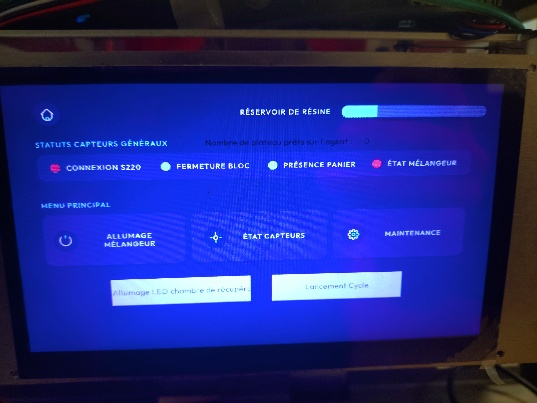 RÉSERVOIR DE RÉSINE
STATUTS CAPTEURS GÉNÉRAUX
Nombre de plateau prêts sur l'agent : 0
CONNEXION S220
FERMETURE BLOC
PRÉSENCE PANIER
ÉTAT MÉLANGEUR
MENU PRINCIPAL
ALLUMAGE
MÉLANGEUR
ÉTAT CAPTEURS
MAINTENANCE
Allumage LED chambre de récupéra
Lancement Cycle